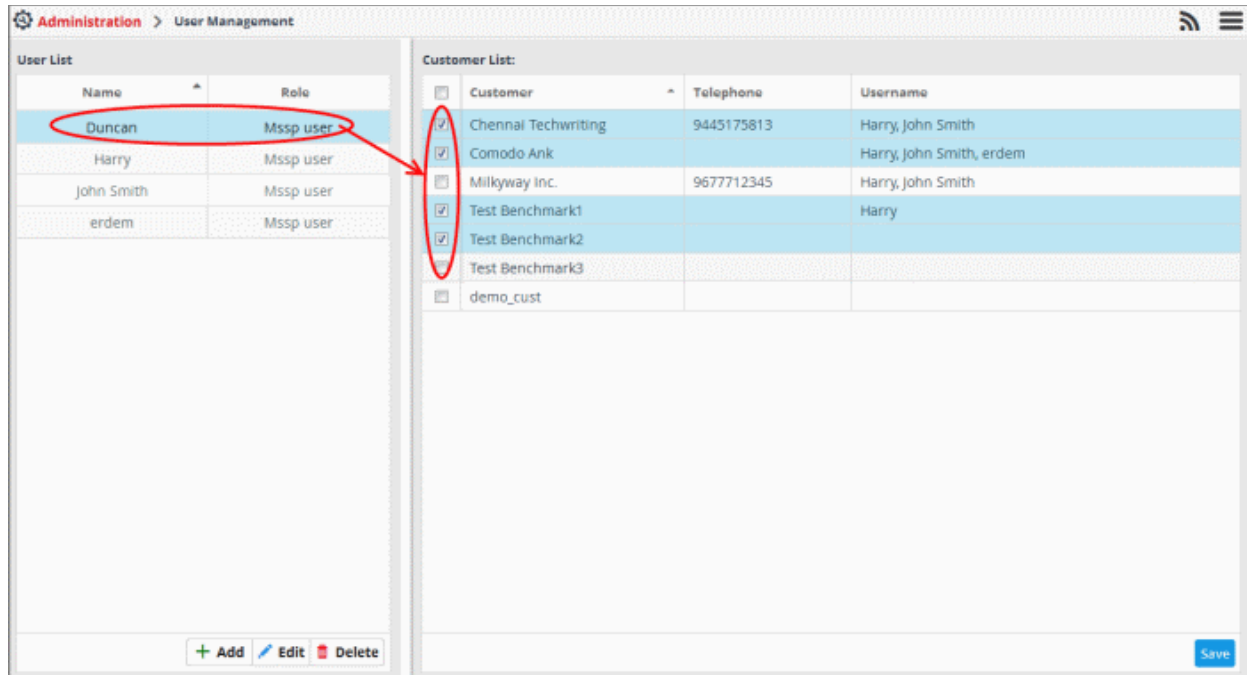 Administration > User Management
User List
Name Role
Duncan Mssp user
Harry Mssp user
John Smith Mssp user
erdem Mssp user
Add Edit Delete
Customer List:
Customer Telephone Username
Chennai Techwriting 9445175813 Harry, John Smith
Comodo Ank Harry, John Smith, erdem
Milkyway Inc. 9677712345 Harry, John Smith
Test Benchmark1 Harry
Test Benchmark2
Test Benchmark3
demo_cust
Save